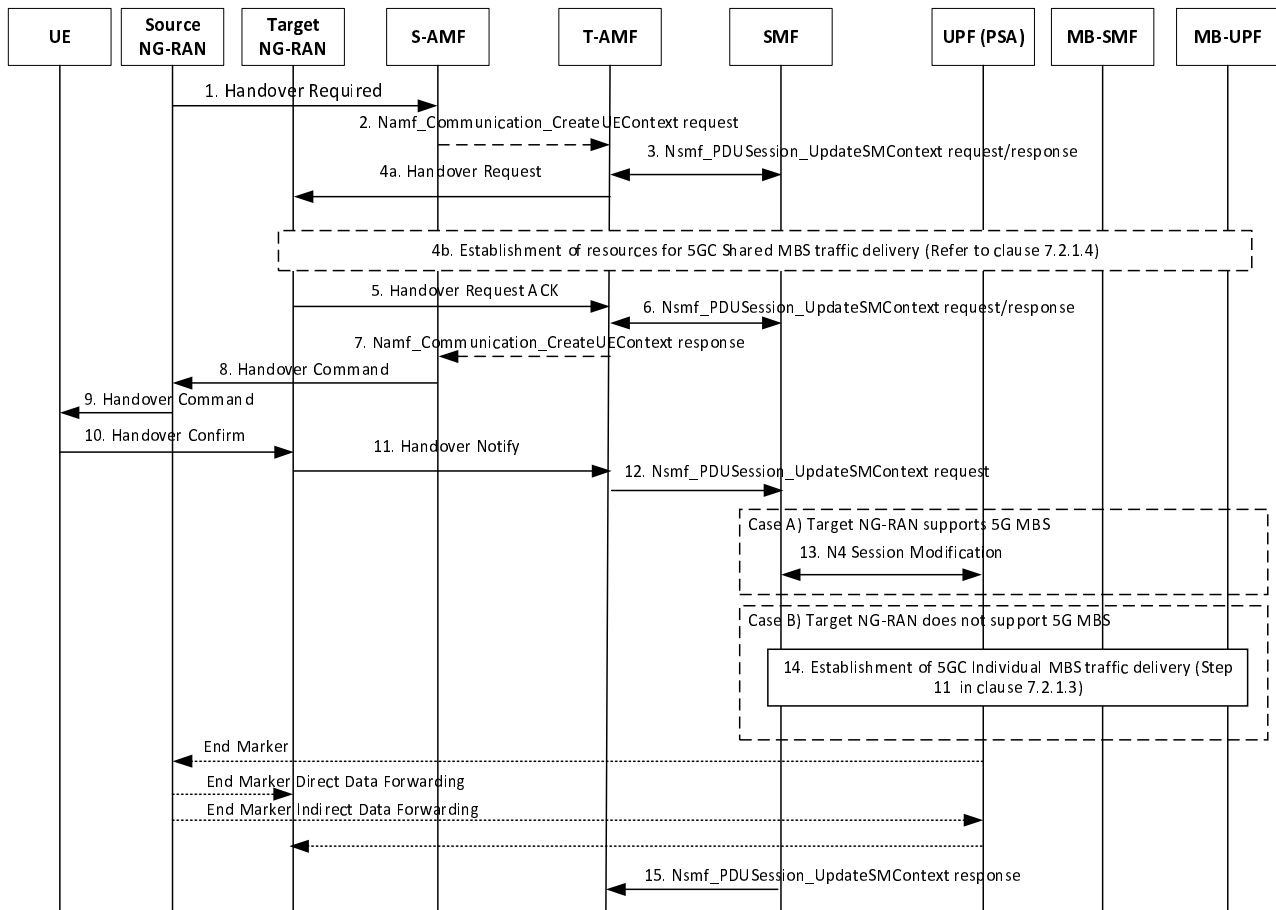 UE
Source
NG-RAN
Target
NG-RAN
S-AMF
T-AMF
SMF
UPF (PSA)
MB-SMF
MB-UPF
1. Handover Required
2. Namf_Communication_CreateUEContext request
3. Nsmf_PDUSession_UpdateSMContext request/response
4a. Handover Request
4b. Establishment of resources for 5GC Shared MBS traffic delivery (Refer to clause 7.2.1.4)
5. Handover Request ACK
6. Nsmf_PDUSession_UpdateSMContext request/response
7. Namf_Communication_CreateUEContext response
8. Handover Command
9. Handover Command
10. Handover Confirm
11. Handover Notify
12. Nsmf_PDUSession_UpdateSMContext request
Case A) Target NG-RAN supports 5G MBS
13. N4 Session Modification
Case B) Target NG-RAN does not support 5G MBS
14. Establishment of 5GC Individual MBS traffic delivery (Step
11 in clause 7.2.1.3)
End Marker
End Marker Direct Data Forwarding
End Marker Indirect Data Forwarding
15. Nsmf_PDUSession_UpdateSMContext response